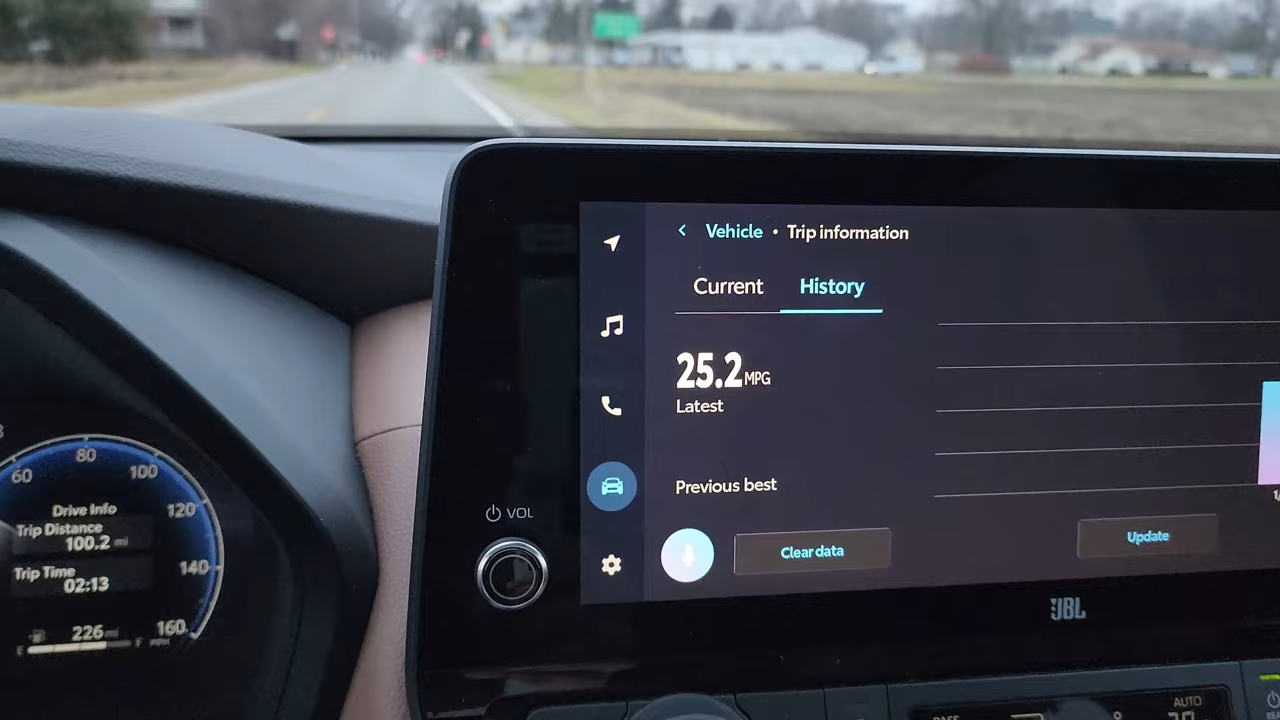 Vehicle • Trip information
Current History
25.2 MPG
Latest
Previous best
Clear data Update
VOL
JBL
60 80 100 120 140 160
Drive Info
Trip Distance
100.2 mi
Trip Time
02:13
226 mi
E F MPH
AUTO